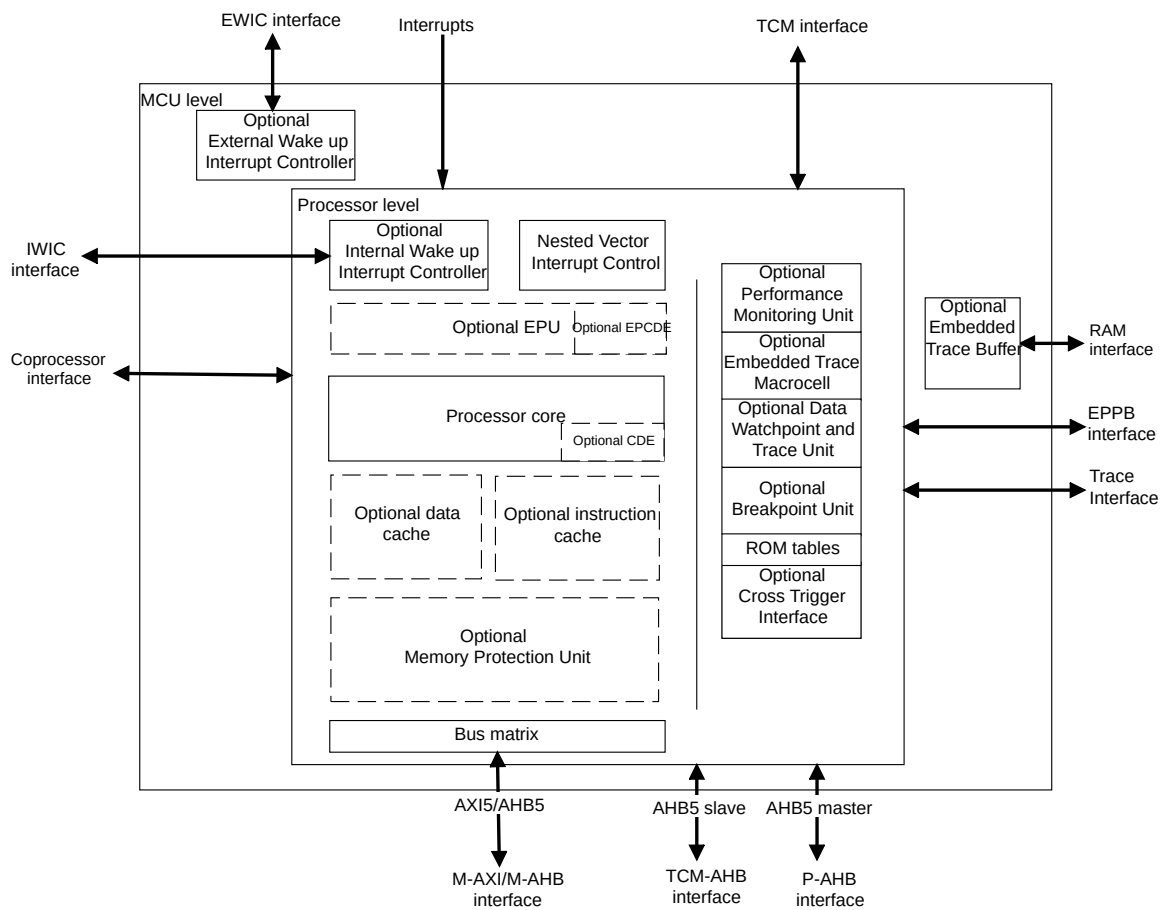 EWIC interface
Interrupts
TCM interface
MCU level
Optional
External Wake up
Interrupt Controller
Processor level
Optional
Internal Wake up
Interrupt Controller
Nested Vector
Interrupt Control
IWIC
interface
Optional
Performance
Monitoring Unit
Optional
Embedded
Trace Buffer
RAM
interface
Optional EPU
Optional EPCDE
Optional
Embedded Trace
Macrocell
Coprocessor
interface
Processor core
Optional CDE
Optional Data
Watchpoint and
Trace Unit
EPPB
interface
Trace
Interface
Optional data
cache
Optional instruction
cache
Optional
Breakpoint Unit
ROM tables
Optional
Cross Trigger
Interface
Optional
Memory Protection Unit
Bus matrix
AXI5/AHB5
AHB5 slave
AHB5 master
M-AXI/M-AHB
interface
TCM-AHB
interface
P-AHB
interface